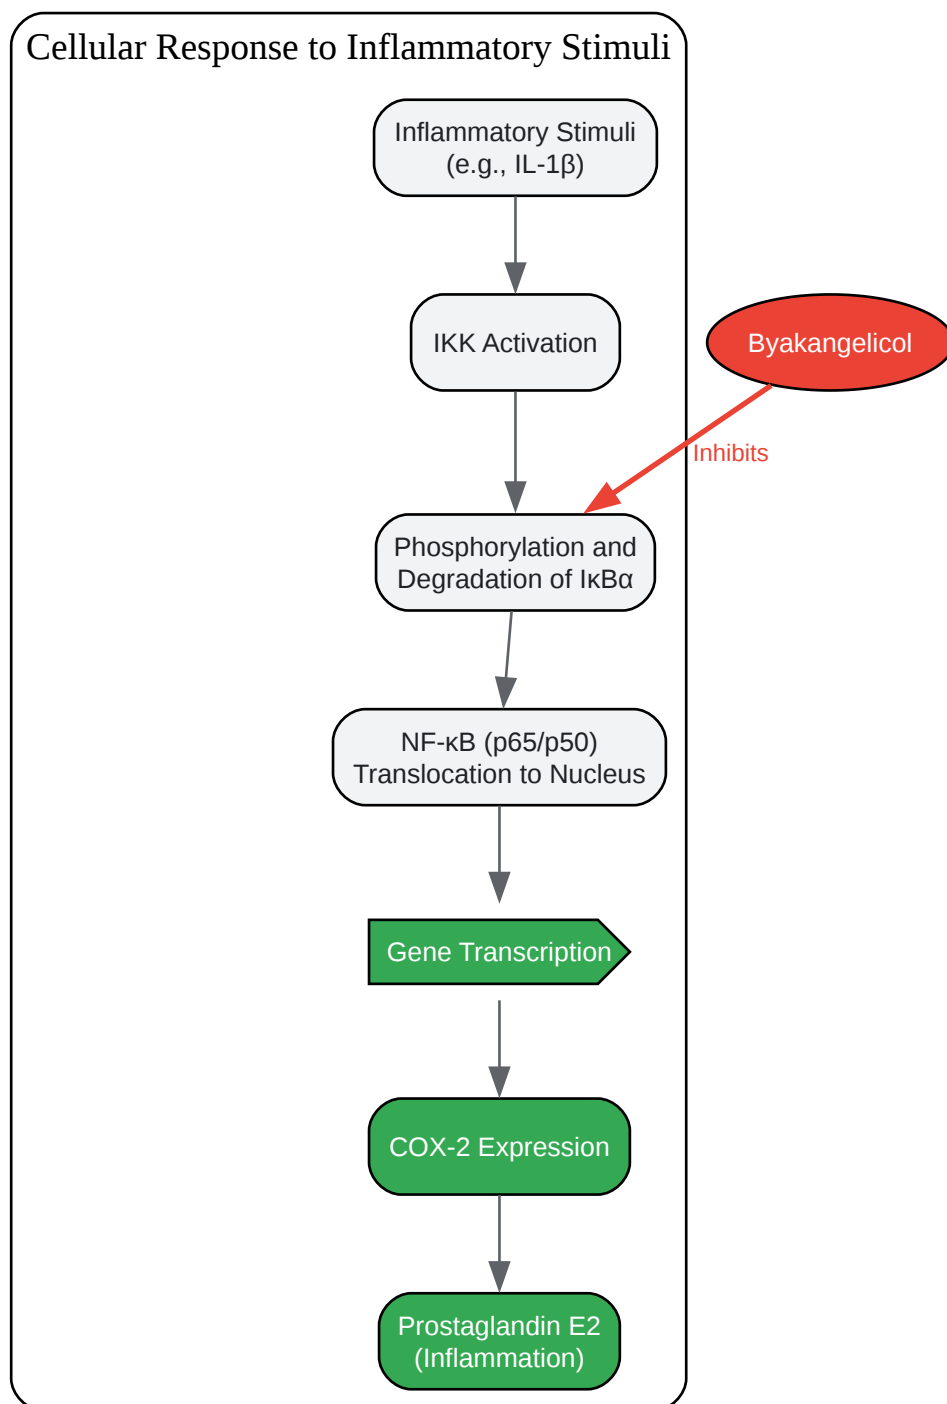 Cellular Response to Inflammatory Stimuli
Inflammatory Stimuli
(e.g., IL-1β)
IKK Activation
Byakangelicol
Inhibits
Phosphorylation and
Degradation of IκBα
NF-κB (p65/p50)
Translocation to Nucleus
Gene Transcription
COX-2 Expression
Prostaglandin E2
(Inflammation)